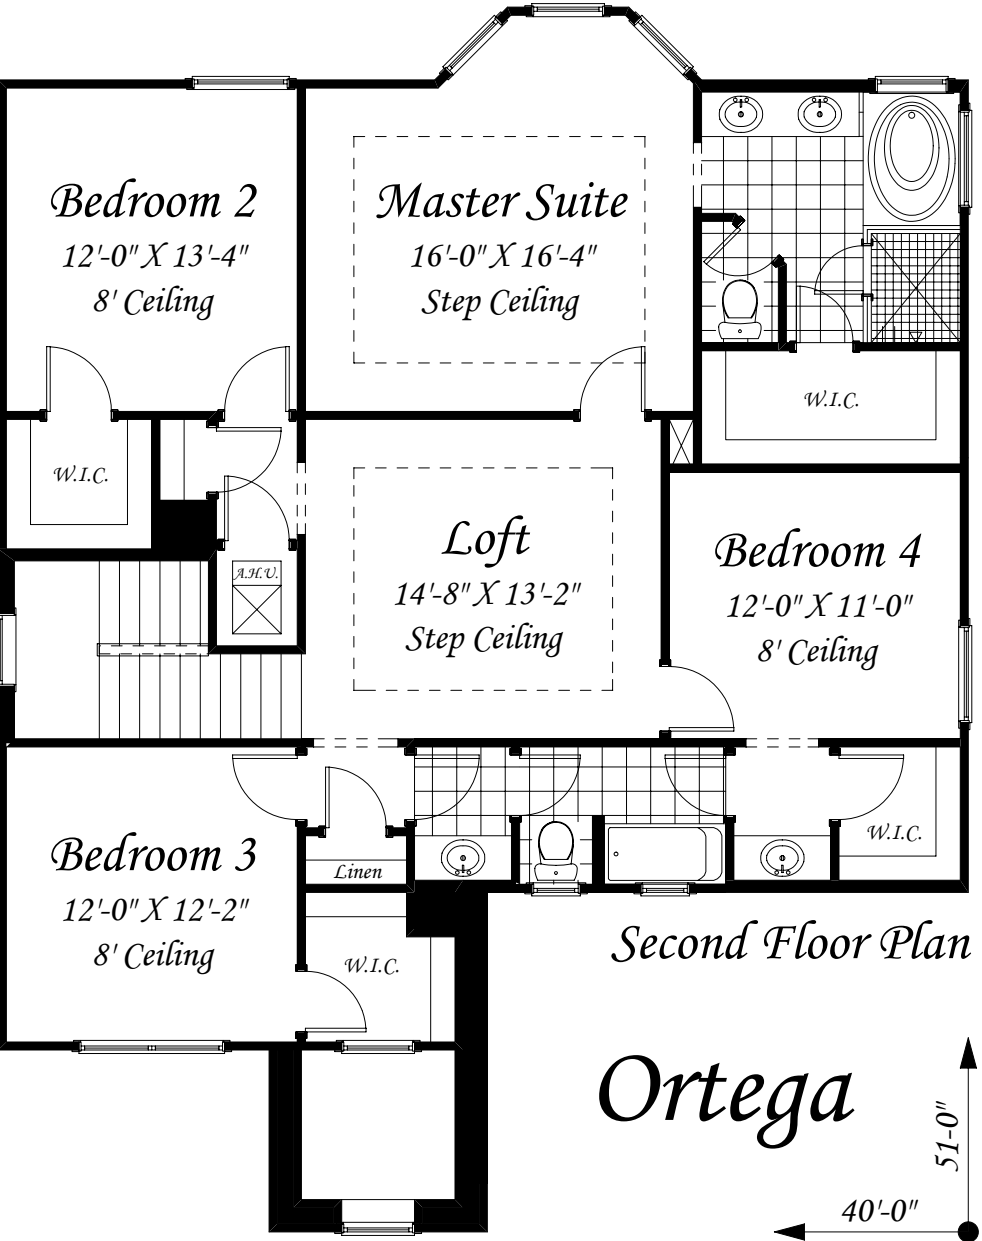 Bedroom 2
12'-0" X 13'-4"
8' Ceiling
Master Suite
16'-0" X 16'-4"
Step Ceiling
W.I.C.
W.I.C.
Loft
14'-8" X 13'-2"
Step Ceiling
Bedroom 4
12'-0" X 11'-0"
8' Ceiling
A.H.U.
Bedroom 3
12'-0" X 12'-2"
8' Ceiling
Linen
W.I.C.
W.I.C.
Second Floor Plan
Ortega
51'-0"
40'-0"